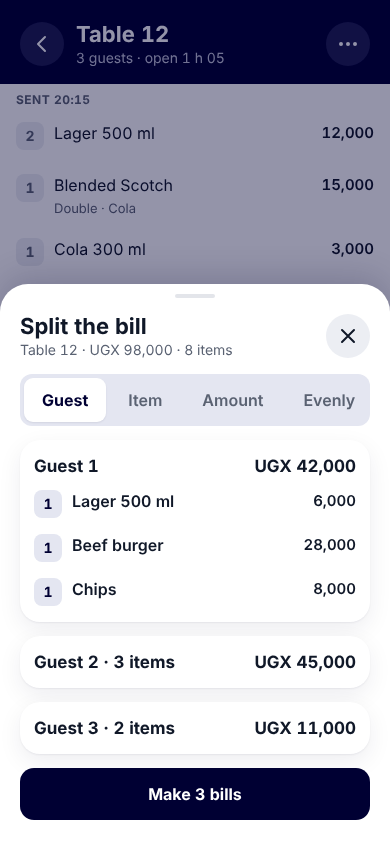 Table 12
3 guests · open 1 h 05
SENT 20:15
2 Lager 500 ml 12,000
1 Blended Scotch 15,000
Double · Cola
1 Cola 300 ml 3,000
Split the bill
Table 12 · UGX 98,000 · 8 items
Guest Item Amount Evenly
Guest 1 UGX 42,000
1 Lager 500 ml 6,000
1 Beef burger 28,000
1 Chips 8,000
Guest 2 · 3 items UGX 45,000
Guest 3 · 2 items UGX 11,000
Make 3 bills